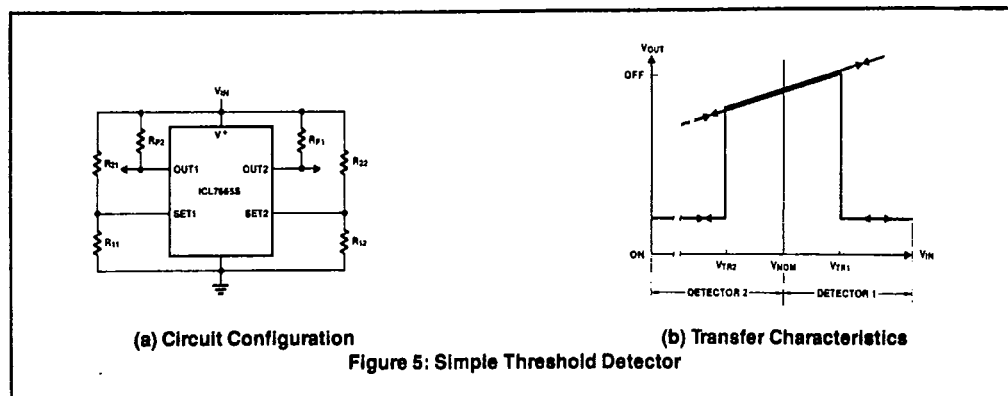 VIN
V+
RP2
RP1
R21
R22
OUT1
OUT2
ICL7665S
SET1
SET2
R11
R12
(a) Circuit Configuration
VOUT
OFF
ON
VTR2
VNOM
VTR1
VIN
DETECTOR 2
DETECTOR 1
(b) Transfer Characteristics
Figure 5: Simple Threshold Detector